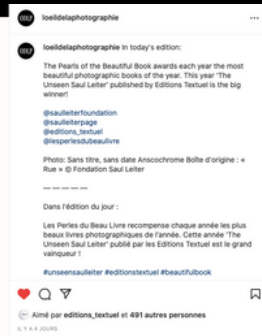 loeildelaphotographie
loeildelaphotographie In today's edition:
The Pearls of the Beautiful Book awards each year the most
beautiful photographic books of the year. This year 'The
Unseen Saul Leiter' published by Editions Textuel is the big
winner!
@saulleiterfoundation
@saulleiterpage
@editions_textuel
@lesperlesdubeaulivre
Photo: Sans titre, sans date Anscochrome Boîte d'origine : «
Rue » © Fondation Saul Leiter
— — — — —
Dans l'édition du jour :
Les Perles du Beau Livre recompense chaque année les plus
beaux livres photographiques de l'année. Cette année 'The
Unseen Saul Leiter' publié par les Editions Textuel est le grand
vainqueur !
#unseensaulleiter #editionstextuel #beautifulbook
Aimé par editions_textuel et 491 autres personnes
IL Y A 4 JOURS